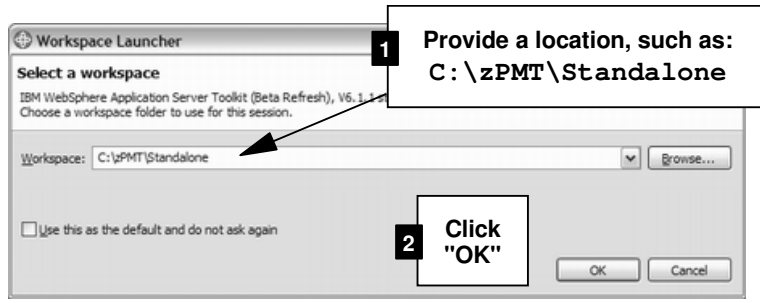 Workspace Launcher
1
Provide a location, such as:
C:\zPMT\Standalone
Select a workspace
IBM WebSphere Application Server Toolkit (Beta Refresh), V6.1.1
Choose a workspace folder to use for this session.
Workspace:
C:\zPMT\Standalone
Browse...
Use this as the default and do not ask again
2
Click
"OK"
OK
Cancel